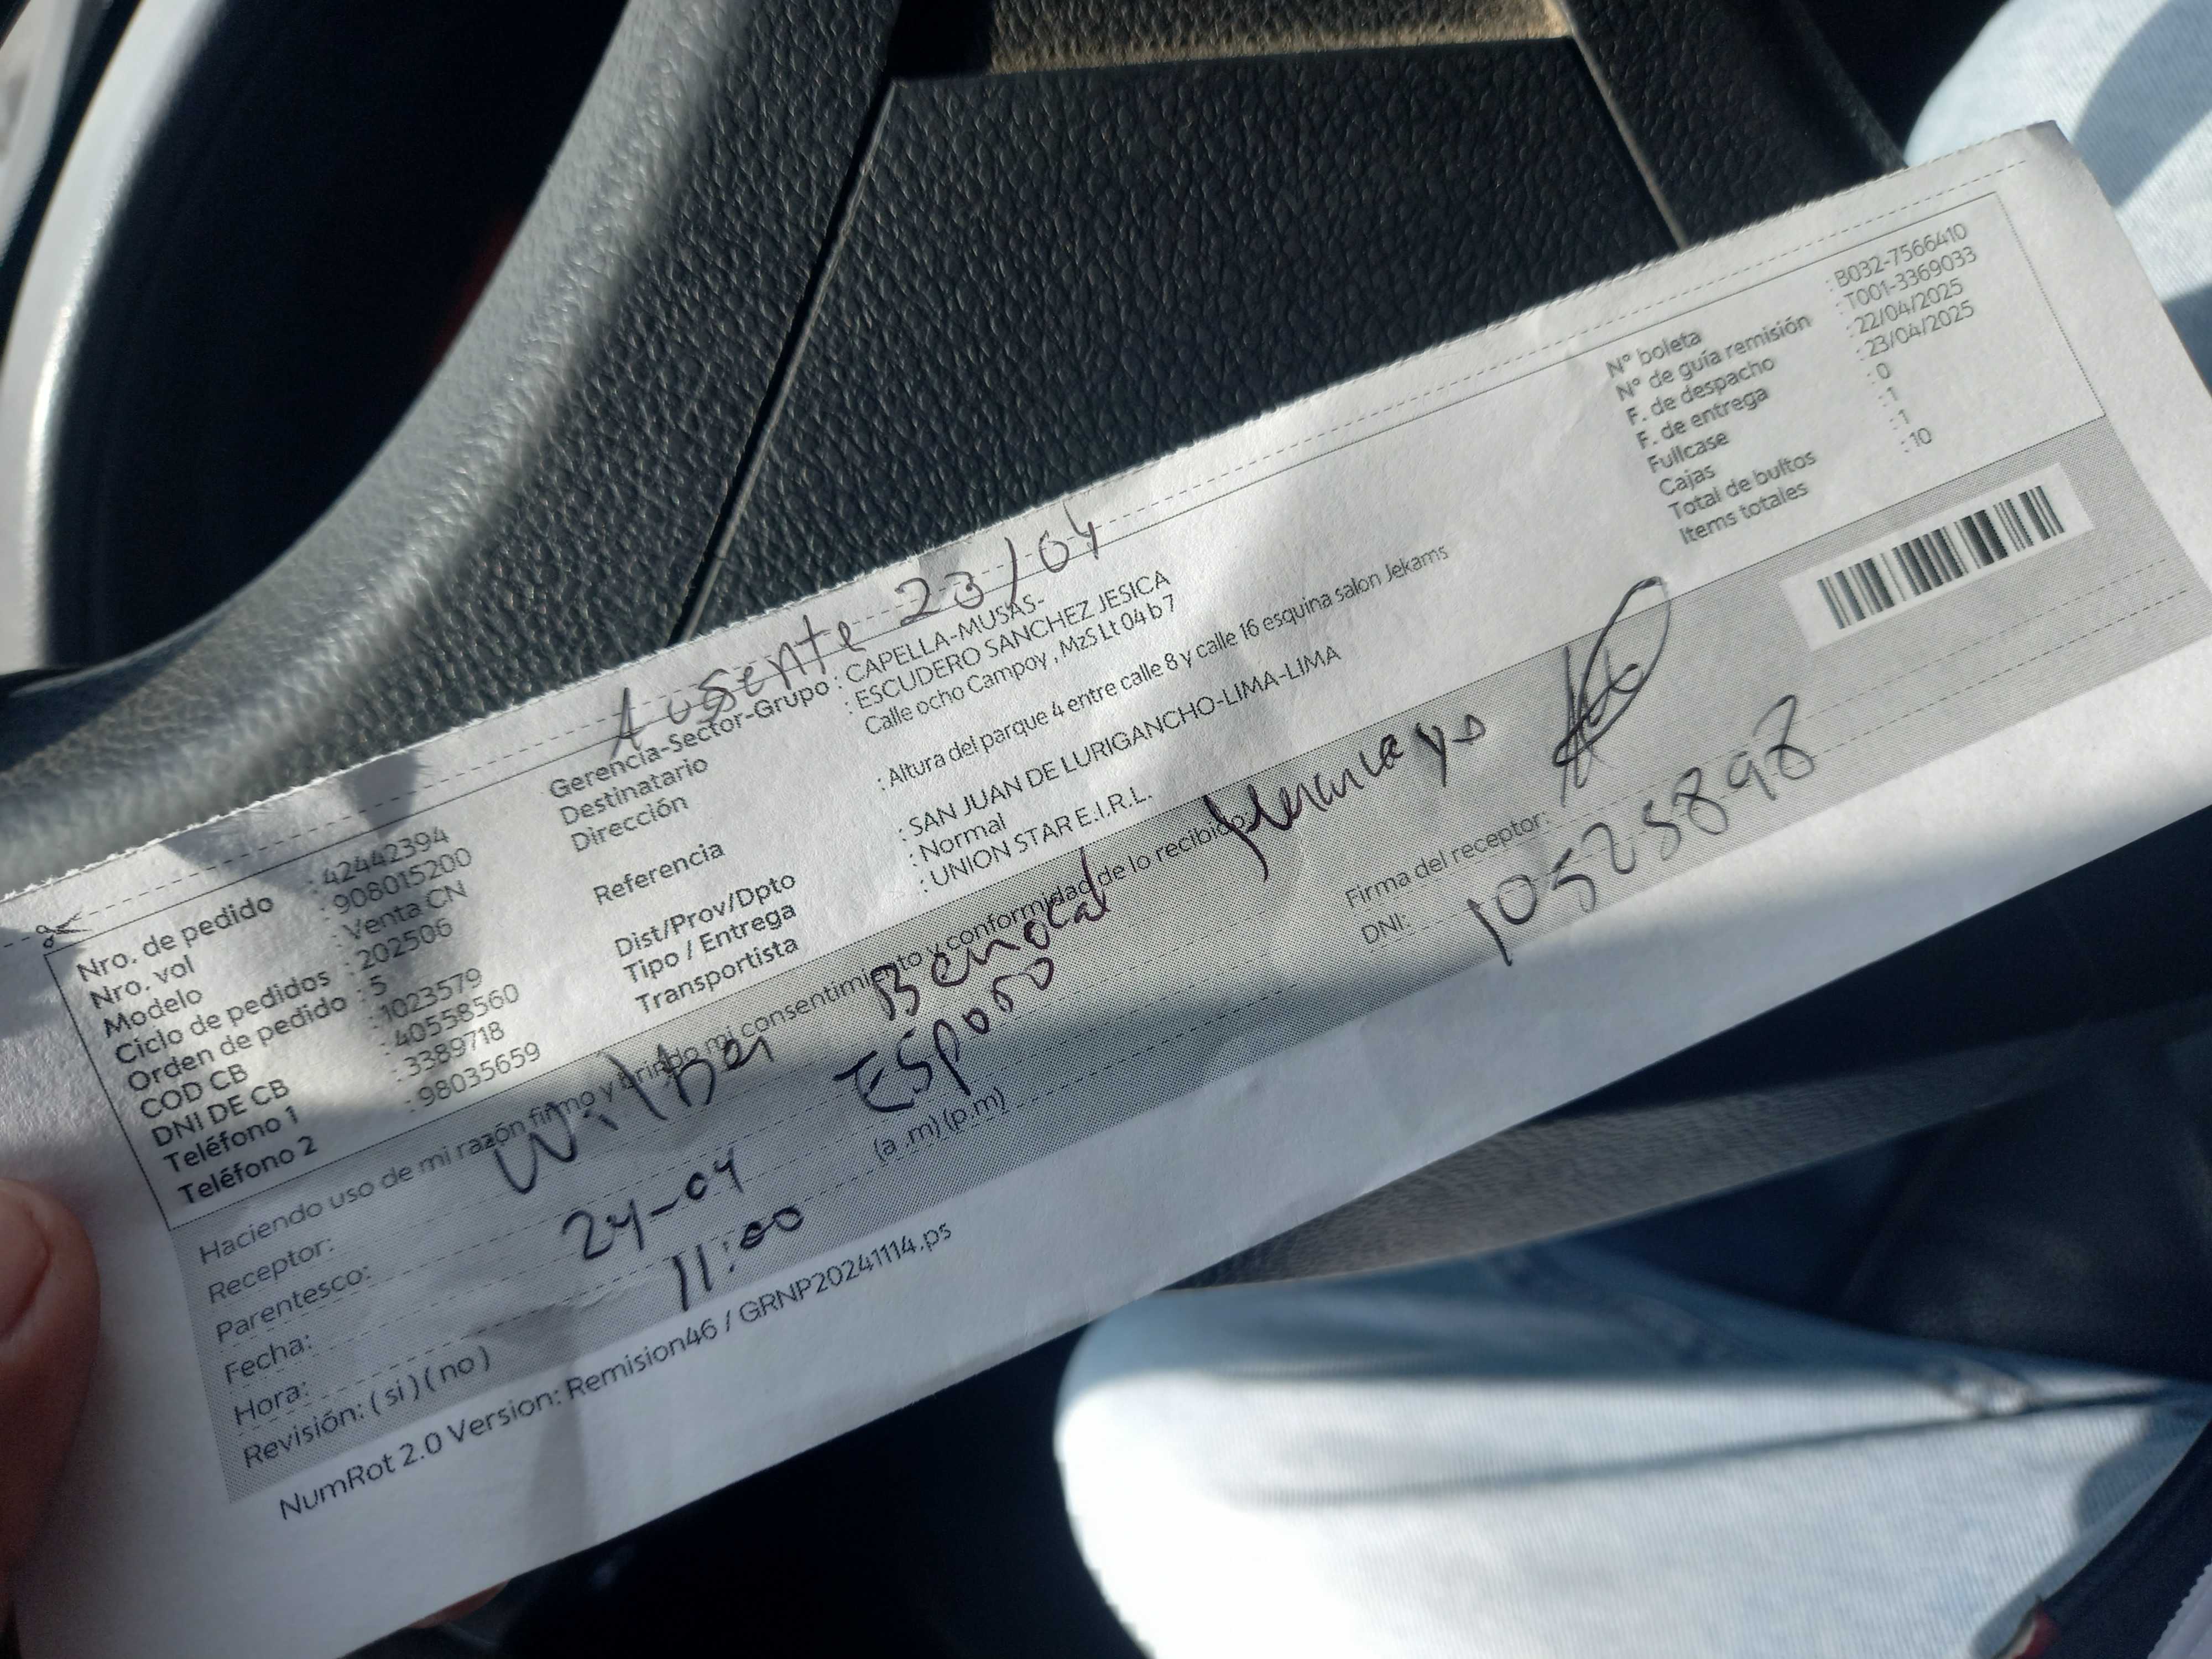 Ausente 23/04
Nro. de pedido : 42442394
Nro. vol : 908015200
Modelo : Venta CN
Ciclo de pedidos : 202506
Orden de pedido : 5
COD CB : 1023579
DNI DE CB : 40558560
Teléfono 1 : 3389718
Teléfono 2 : 98035659
Gerencia-Sector-Grupo : CAPELLA-MUSAS-
Destinatario : ESCUDERO SANCHEZ JESICA
Dirección Calle ocho Campoy , MzS Lt 04 b 7
Referencia : Altura del parque 4 entre calle 8 y calle 16 esquina salon Jekams
Dist/Prov/Dpto : SAN JUAN DE LURIGANCHO-LIMA-LIMA
Tipo / Entrega : Normal
Transportista : UNION STAR E.I.R.L.
N° boleta : B032-7566410
N° de guía remisión : T001-3369033
F. de despacho : 22/04/2025
F. de entrega : 23/04/2025
Fullcase : 0
Cajas : 1
Total de bultos : 1
Items totales : 10
Haciendo uso de mi razón firmo y brindo mi consentimiento y conformidad de lo recibido
Receptor: Wilber
Parentesco: Esposo
Fecha: 24-04
Hora: 11:00 (a .m) (p.m)
Revisión: ( si ) ( no )
Firma del receptor:
DNI: 10525898
NumRot 2.0 Version: Remision46 / GRNP20241114.ps